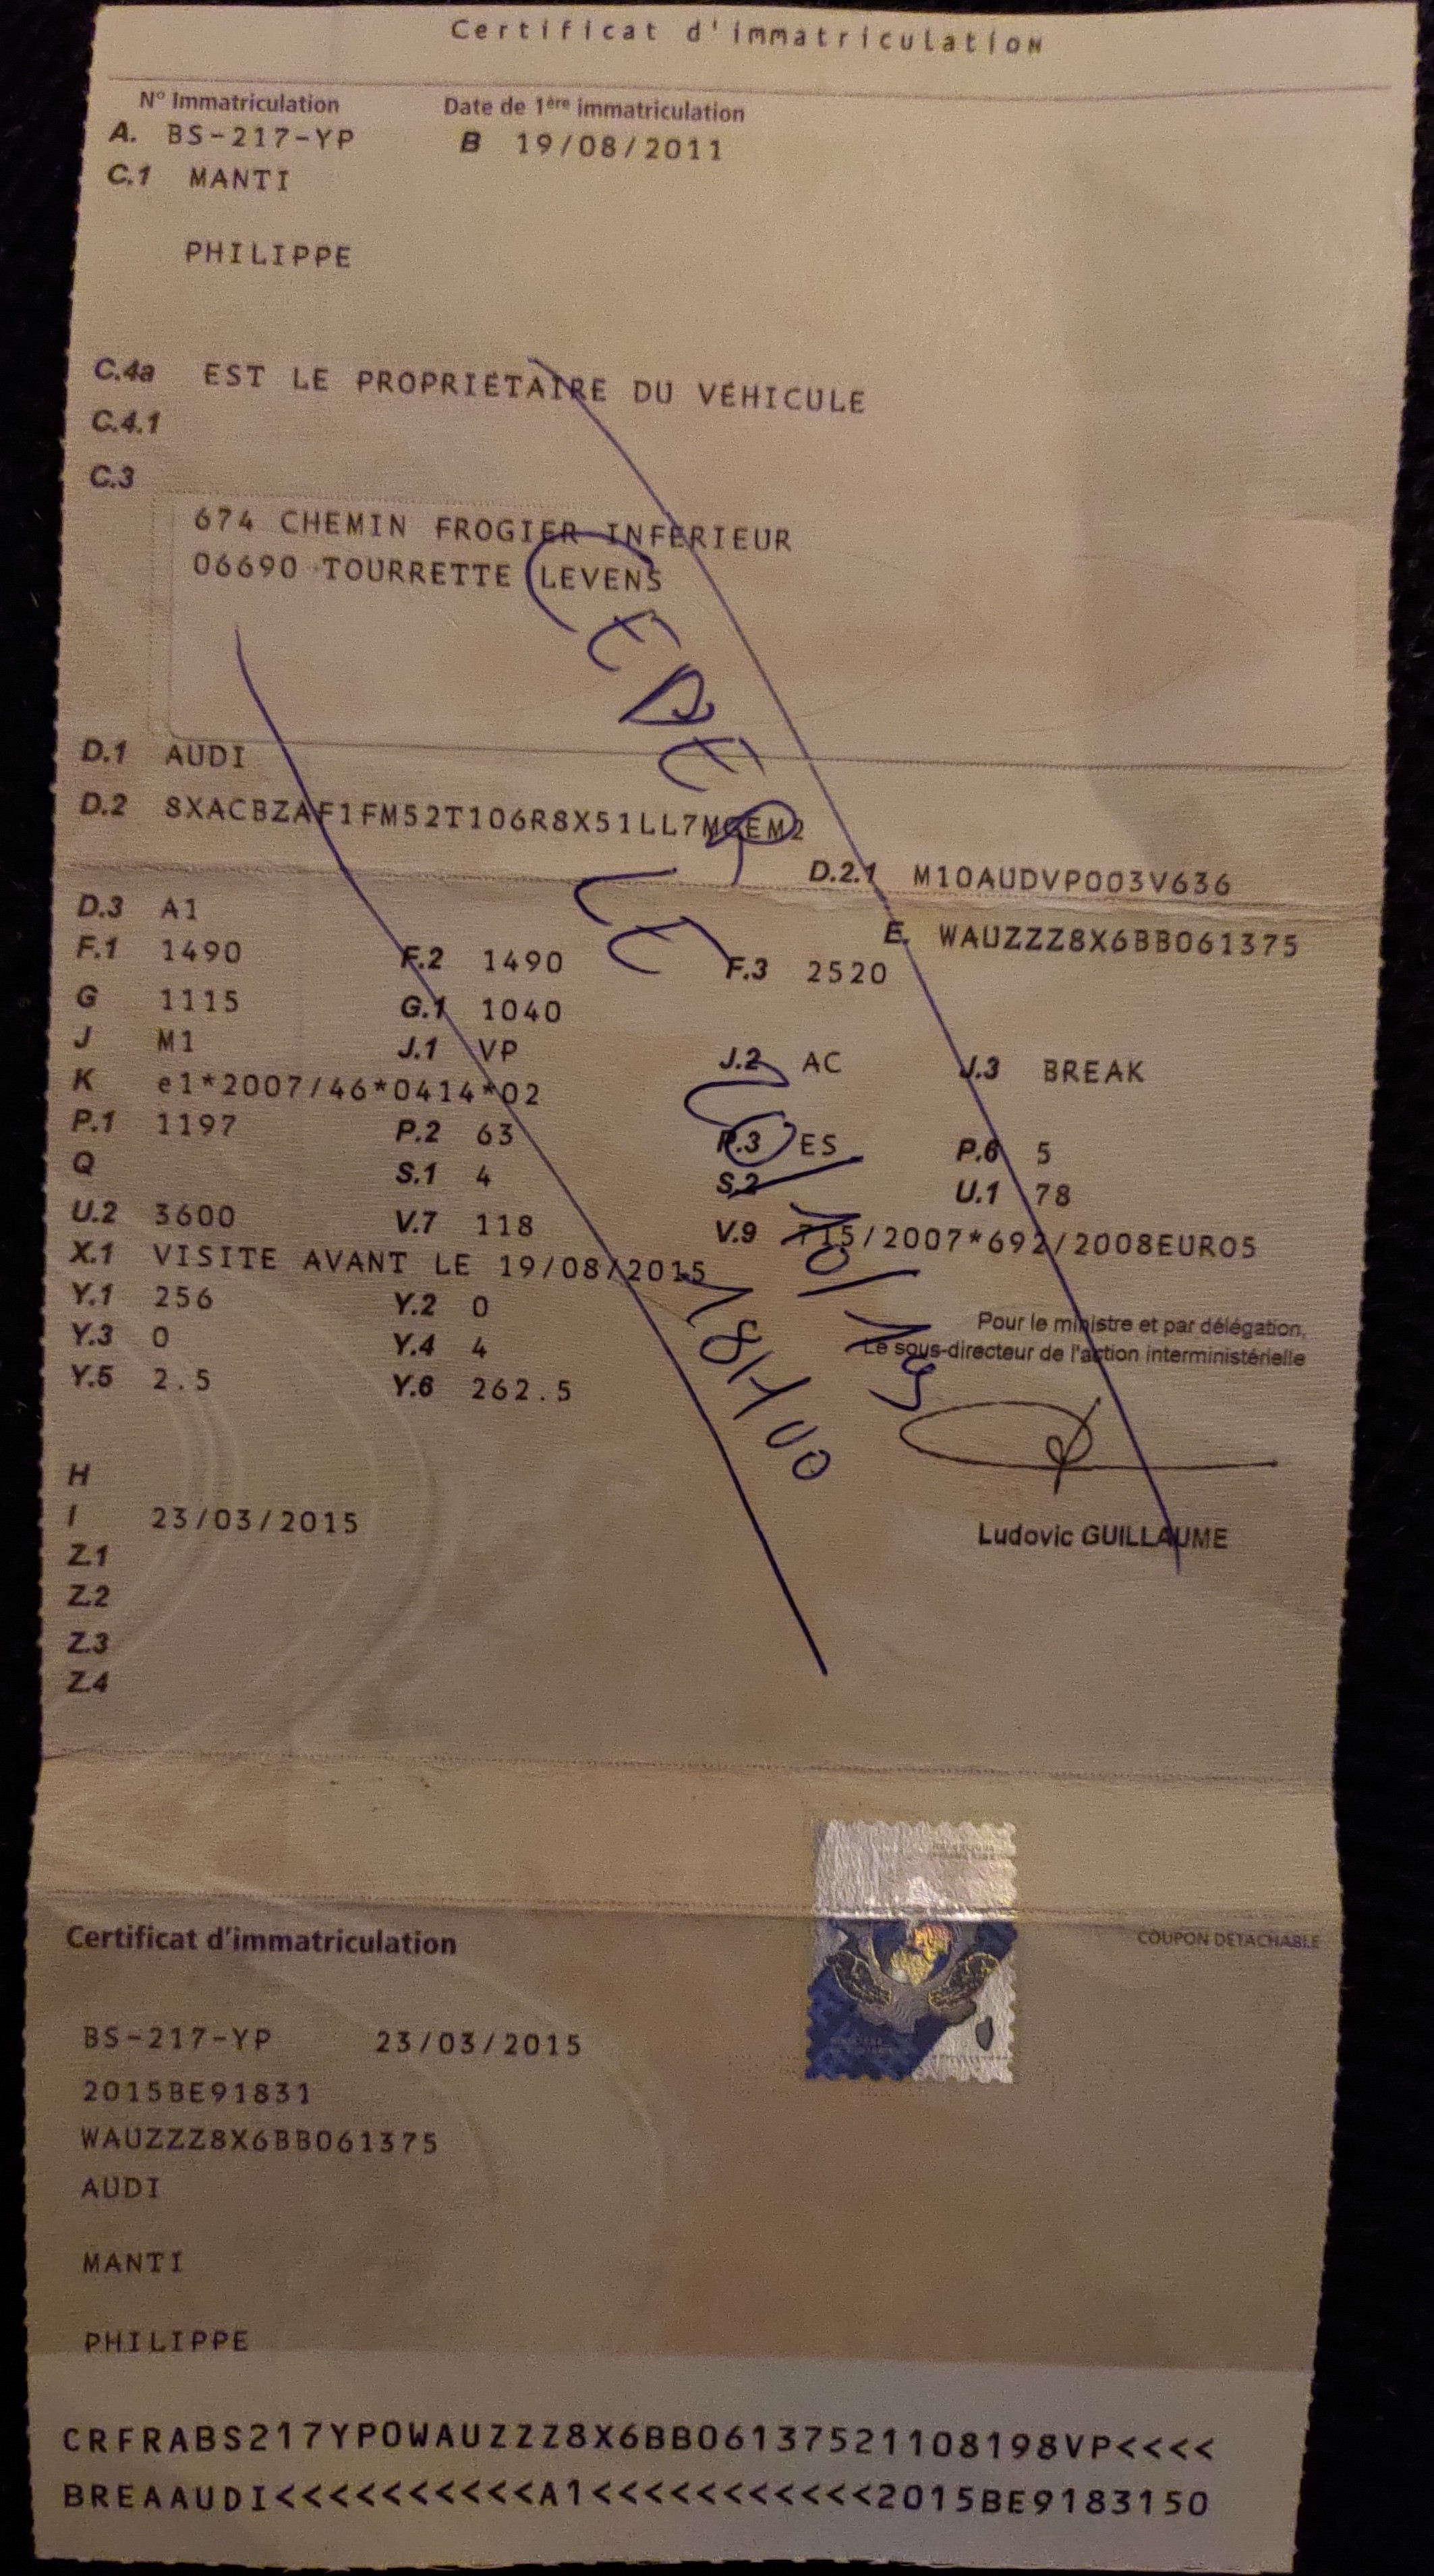 Certificat d'immatriculation
N° Immatriculation Date de 1ère immatriculation
A. BS-217-YP B 19/08/2011
C.1 MANTI
PHILIPPE
C.4a EST LE PROPRIÉTAIRE DU VÉHICULE
C.4.1
C.3
674 CHEMIN FROGIER INFERIEUR
06690 TOURRETTE LEVENS
CEDER
D.1 AUDI
D.2 8XACBZAF1FM52T106R8X51LL7MGEM2
D.2.1 M10AUDVP003V636
LE
D.3 A1
E. WAUZZZ8X6BB061375
F.1 1490 F.2 1490 F.3 2520
G 1115 G.1 1040
J M1 J.1 VP J.2 AC J.3 BREAK
K e1*2007/46*0414*02
P.1 1197 P.2 63 P.3 ES P.6 5
Q S.1 4 S.2 U.1 78
U.2 3600 V.7 118 V.9 715/2007*692/2008EURO5
X.1 VISITE AVANT LE 19/08/2015
Y.1 256 Y.2 0
Y.3 0 Y.4 4
Y.5 2.5 Y.6 262.5
/10/19
18H00
Pour le ministre et par délégation,
Le sous-directeur de l'action interministérielle
H
I 23/03/2015
Ludovic GUILLAUME
Z.1
Z.2
Z.3
Z.4
Certificat d'immatriculation COUPON DÉTACHABLE
BS-217-YP 23/03/2015
2015BE91831
WAUZZZ8X6BB061375
AUDI
MANTI
PHILIPPE
CRFRABS217YP0WAUZZZ8X6BB06137521108198VP<<<<
BREAAUDI<<<<<<<<<<A1<<<<<<<<<<<2015BE9183150